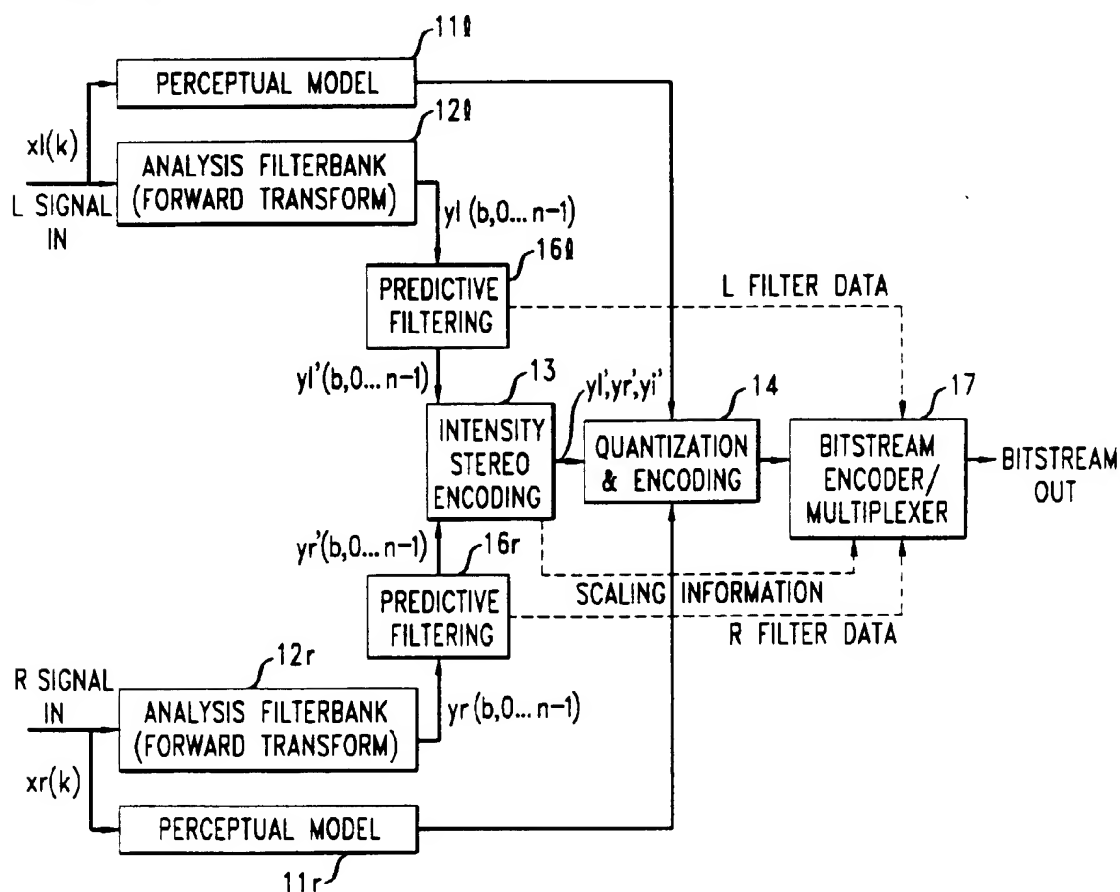 11ℓ
PERCEPTUAL MODEL
12ℓ
xl(k)
ANALYSIS FILTERBANK
(FORWARD TRANSFORM)
L SIGNAL
IN
yl (b,0...n-1)
16ℓ
PREDICTIVE
FILTERING
L FILTER DATA
yl'(b,0...n-1)
13
yl',yr',yi'
14
17
INTENSITY
STEREO
ENCODING
QUANTIZATION
& ENCODING
BITSTREAM
ENCODER/
MULTIPLEXER
BITSTREAM
OUT
yr'(b,0...n-1)
16r
SCALING INFORMATION
PREDICTIVE
FILTERING
R FILTER DATA
12r
R SIGNAL
IN
ANALYSIS FILTERBANK
(FORWARD TRANSFORM)
yr (b,0...n-1)
xr(k)
PERCEPTUAL MODEL
11r